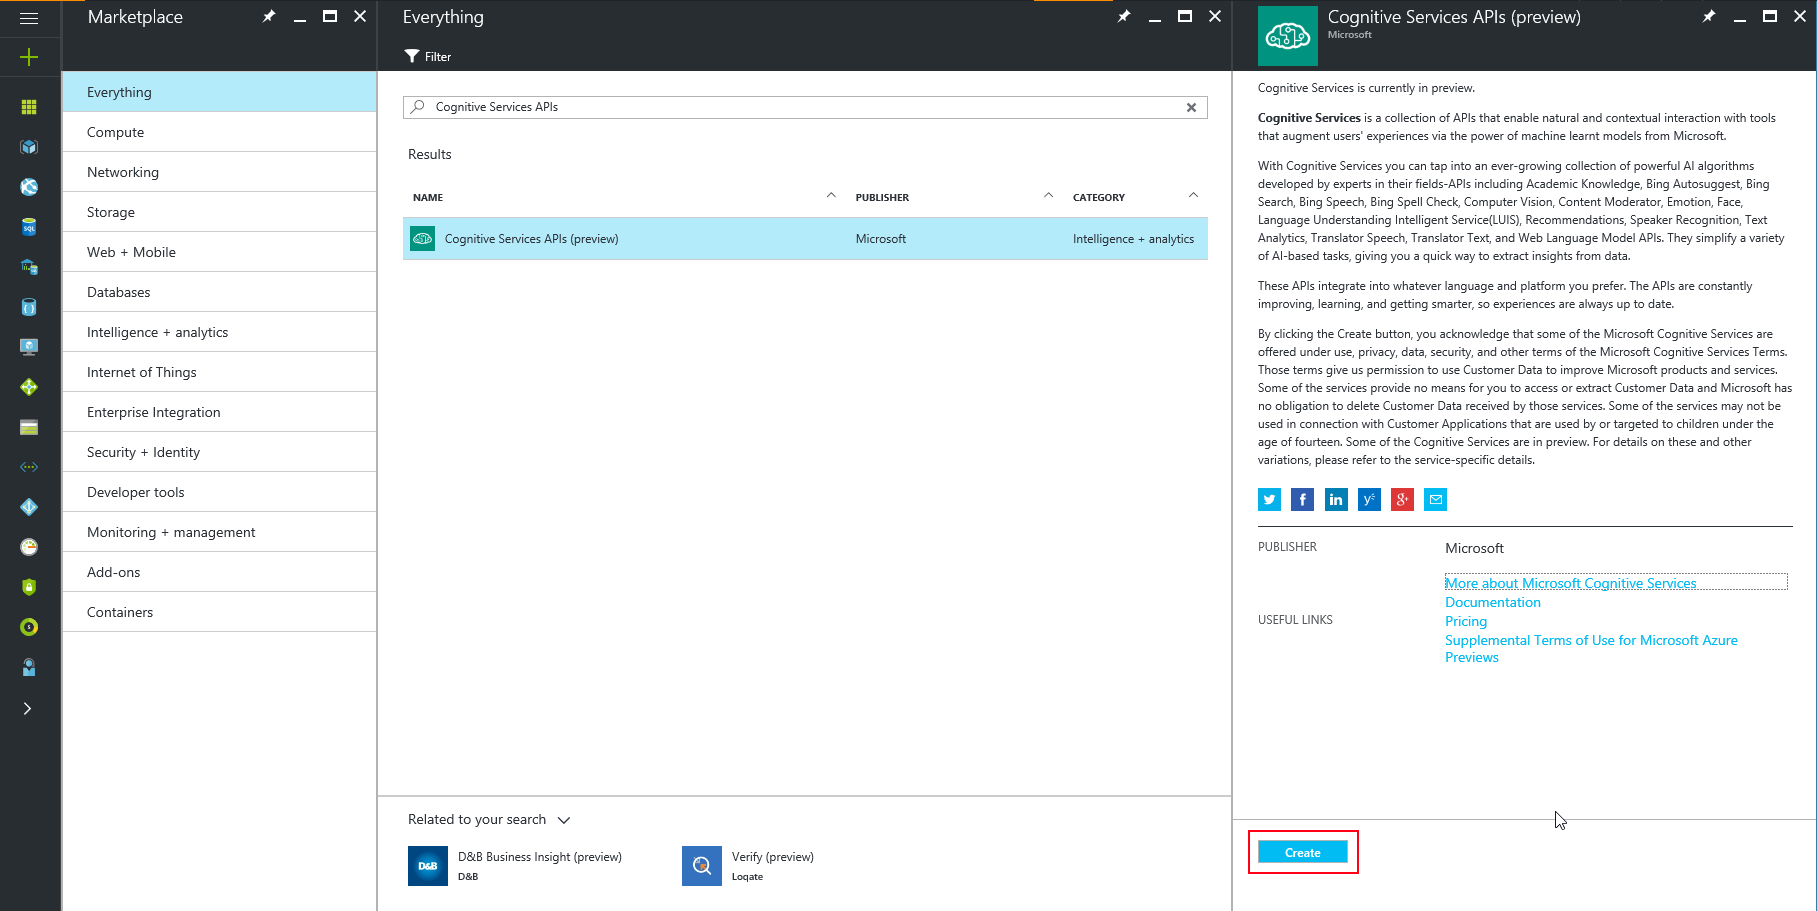 Marketplace
Everything
Compute
Networking
Storage
Web + Mobile
Databases
Intelligence + analytics
Internet of Things
Enterprise Integration
Security + Identity
Developer tools
Monitoring + management
Add-ons
Containers
Everything
Filter
Cognitive Services APIs
Results
NAME PUBLISHER CATEGORY
Cognitive Services APIs (preview) Microsoft Intelligence + analytics
Related to your search
D&B
D&B Business Insight (preview)
D&B
Verify (preview)
Loqate
Cognitive Services APIs (preview)
Microsoft
Cognitive Services is currently in preview.
Cognitive Services is a collection of APIs that enable natural and contextual interaction with tools
that augment users' experiences via the power of machine learnt models from Microsoft.
With Cognitive Services you can tap into an ever-growing collection of powerful AI algorithms
developed by experts in their fields-APIs including Academic Knowledge, Bing Autosuggest, Bing
Search, Bing Speech, Bing Spell Check, Computer Vision, Content Moderator, Emotion, Face,
Language Understanding Intelligent Service(LUIS), Recommendations, Speaker Recognition, Text
Analytics, Translator Speech, Translator Text, and Web Language Model APIs. They simplify a variety
of AI-based tasks, giving you a quick way to extract insights from data.
These APIs integrate into whatever language and platform you prefer. The APIs are constantly
improving, learning, and getting smarter, so experiences are always up to date.
By clicking the Create button, you acknowledge that some of the Microsoft Cognitive Services are
offered under use, privacy, data, security, and other terms of the Microsoft Cognitive Services Terms.
Those terms give us permission to use Customer Data to improve Microsoft products and services.
Some of the services provide no means for you to access or extract Customer Data and Microsoft has
no obligation to delete Customer Data received by those services. Some of the services may not be
used in connection with Customer Applications that are used by or targeted to children under the
age of fourteen. Some of the Cognitive Services are in preview. For details on these and other
variations, please refer to the service-specific details.
PUBLISHER Microsoft
More about Microsoft Cognitive Services
Documentation
USEFUL LINKS
Pricing
Supplemental Terms of Use for Microsoft Azure
Previews
Create